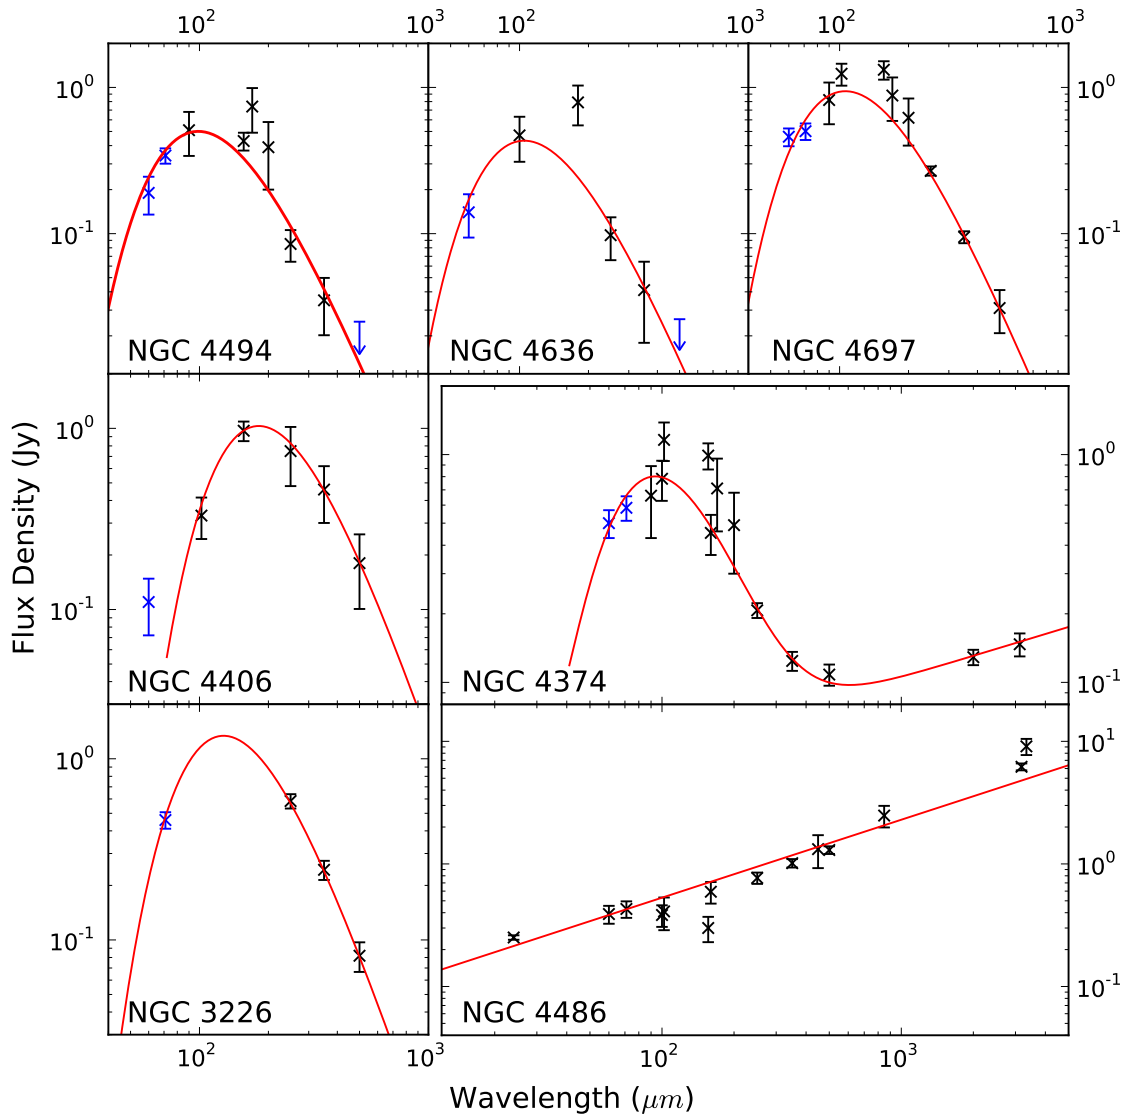 10² 10³ 10² 10³ 10² 10³
10⁰ 10⁰
10⁻¹ 10⁻¹
NGC 4494 NGC 4636 NGC 4697
10⁰ 10⁰
10⁻¹ 10⁻¹
NGC 4406 NGC 4374
Flux Density (Jy)
10⁰ 10¹
10⁰
10⁻¹ 10⁻¹
NGC 3226 NGC 4486
10² 10³ 10² 10³
Wavelength (μm)